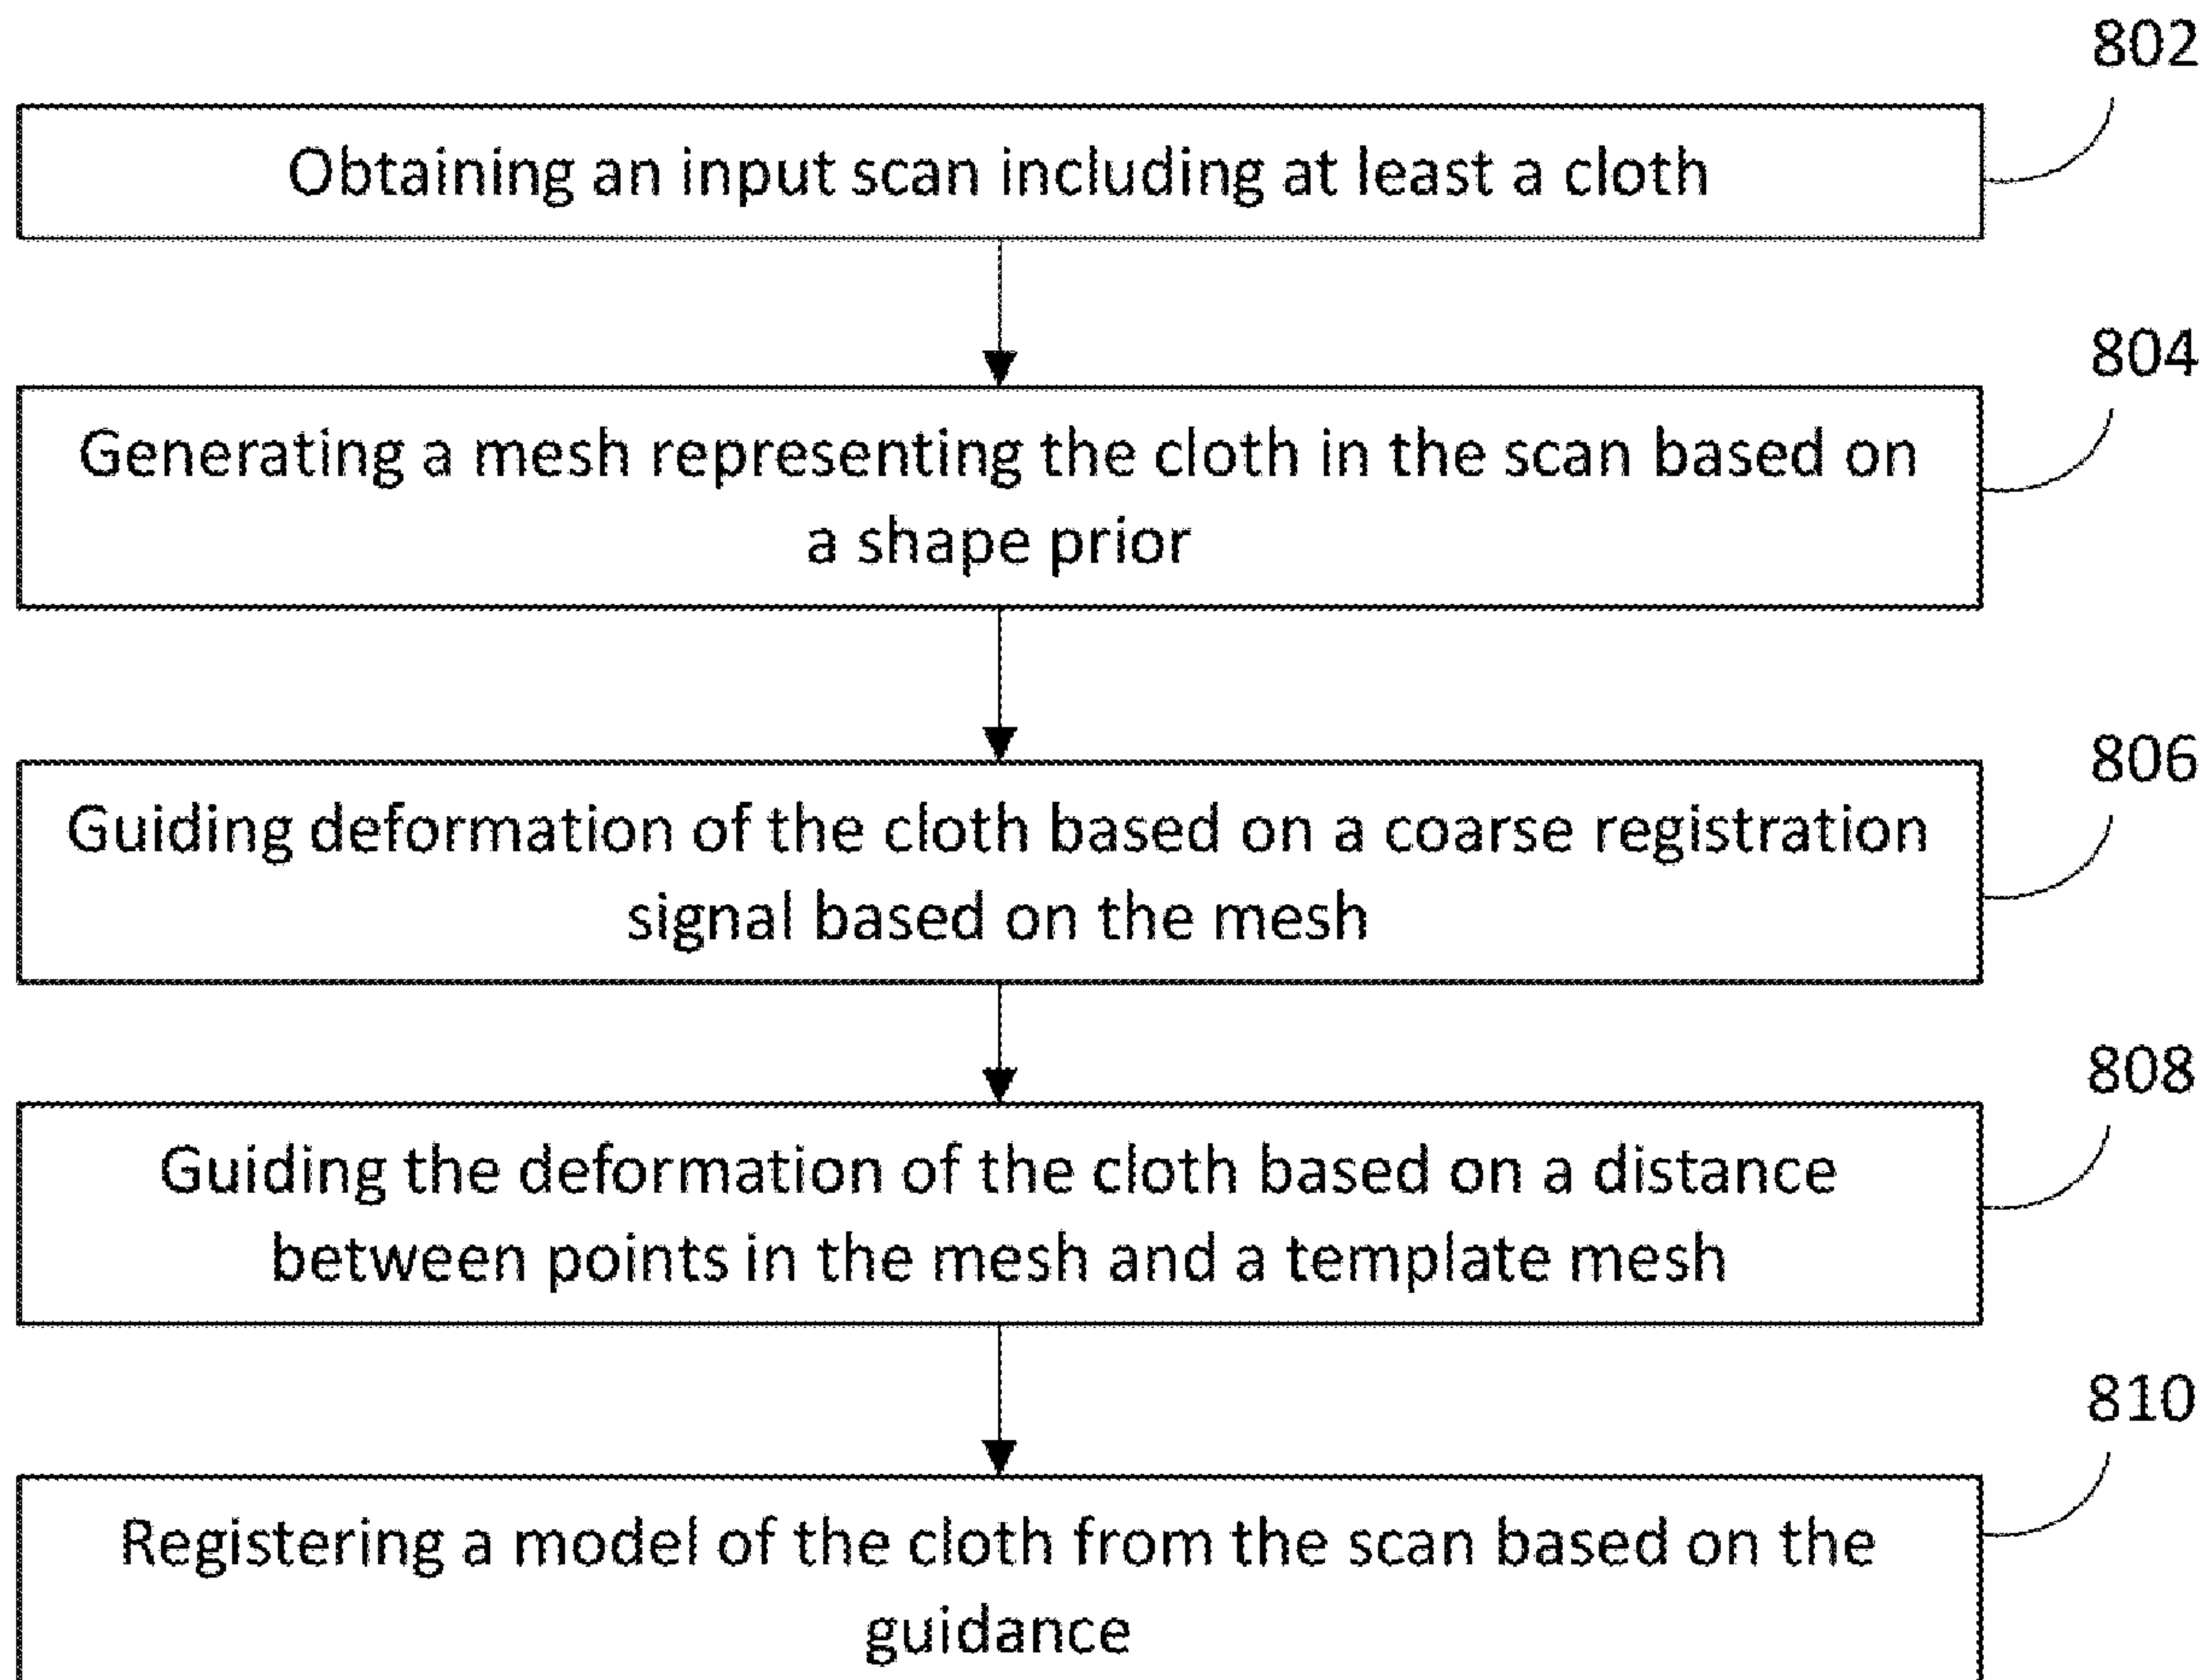 802
Obtaining an input scan including at least a cloth
804
Generating a mesh representing the cloth in the scan based on
a shape prior
806
Guiding deformation of the cloth based on a coarse registration
signal based on the mesh
808
Guiding the deformation of the cloth based on a distance
between points in the mesh and a template mesh
810
Registering a model of the cloth from the scan based on the
guidance